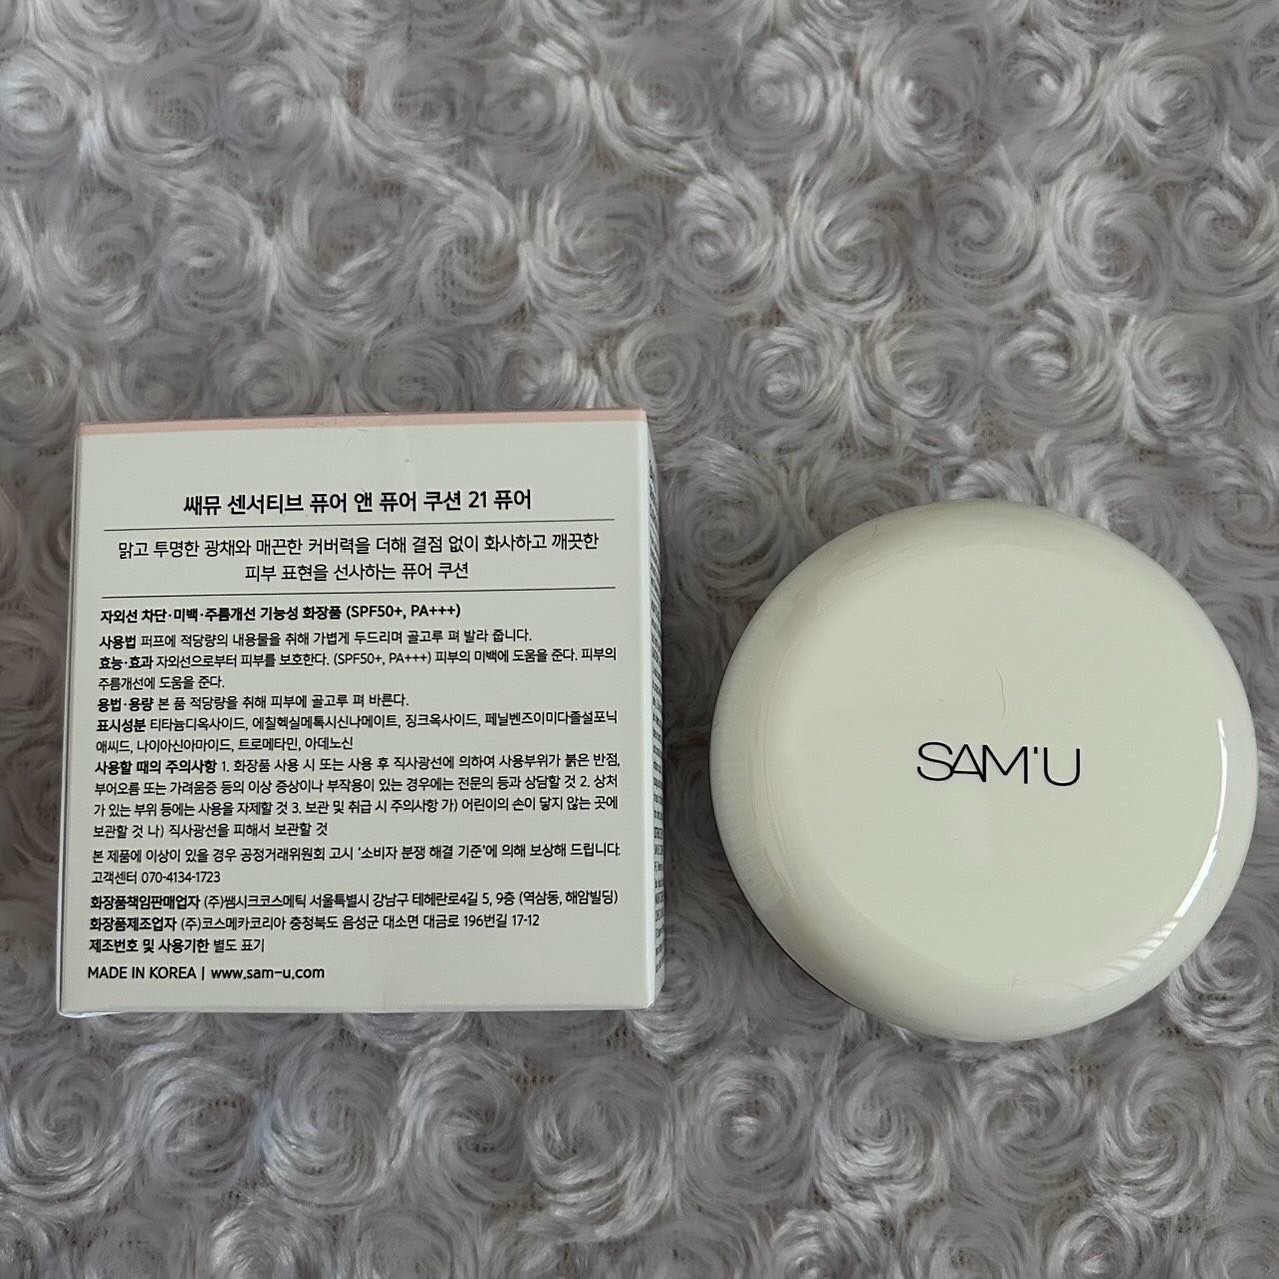 쌔뮤 센서티브 퓨어 앤 퓨어 쿠션 21 퓨어
맑고 투명한 광채와 매끈한 커버력을 더해 결점 없이 화사하고 깨끗한
피부 표현을 선사하는 퓨어 쿠션
자외선 차단·미백·주름개선 기능성 화장품 (SPF50+, PA+++)
사용법 퍼프에 적당량의 내용물을 취해 가볍게 두드리며 골고루 펴 발라 줍니다.
효능·효과 자외선으로부터 피부를 보호한다. (SPF50+, PA+++) 피부의 미백에 도움을 준다. 피부의
주름개선에 도움을 준다.
용법·용량 본 품 적당량을 취해 피부에 골고루 펴 바른다.
표시성분 티타늄디옥사이드, 에칠헥실메톡시신나메이트, 징크옥사이드, 페닐벤즈이미다졸설포닉
애씨드, 나이아신아마이드, 트로메타민, 아데노신
사용할 때의 주의사항 1. 화장품 사용 시 또는 사용 후 직사광선에 의하여 사용부위가 붉은 반점,
부어오름 또는 가려움증 등의 이상 증상이나 부작용이 있는 경우에는 전문의 등과 상담할 것 2. 상처
가 있는 부위 등에는 사용을 자제할 것 3. 보관 및 취급 시 주의사항 가) 어린이의 손이 닿지 않는 곳에
보관할 것 나) 직사광선을 피해서 보관할 것
본 제품에 이상이 있을 경우 공정거래위원회 고시 '소비자 분쟁 해결 기준'에 의해 보상해 드립니다.
고객센터 070-4134-1723
화장품책임판매업자 (주)쌤시크코스메틱 서울특별시 강남구 테헤란로4길 5, 9층 (역삼동, 해암빌딩)
화장품제조업자 (주)코스메카코리아 충청북도 음성군 대소면 대금로 196번길 17-12
제조번호 및 사용기한 별도 표기
MADE IN KOREA | www.sam-u.com
SAM'U